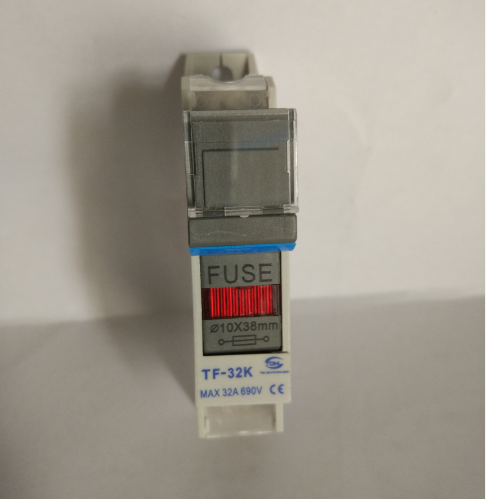 FUSE
Ø10X38mm
TF-32K
MAX 32A 690V CE